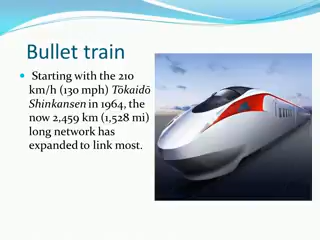 Bullet train
Starting with the 210
km/h (130 mph) Tōkaidō
Shinkansen in 1964, the
now 2,459 km (1,528 mi)
long network has
expanded to link most.